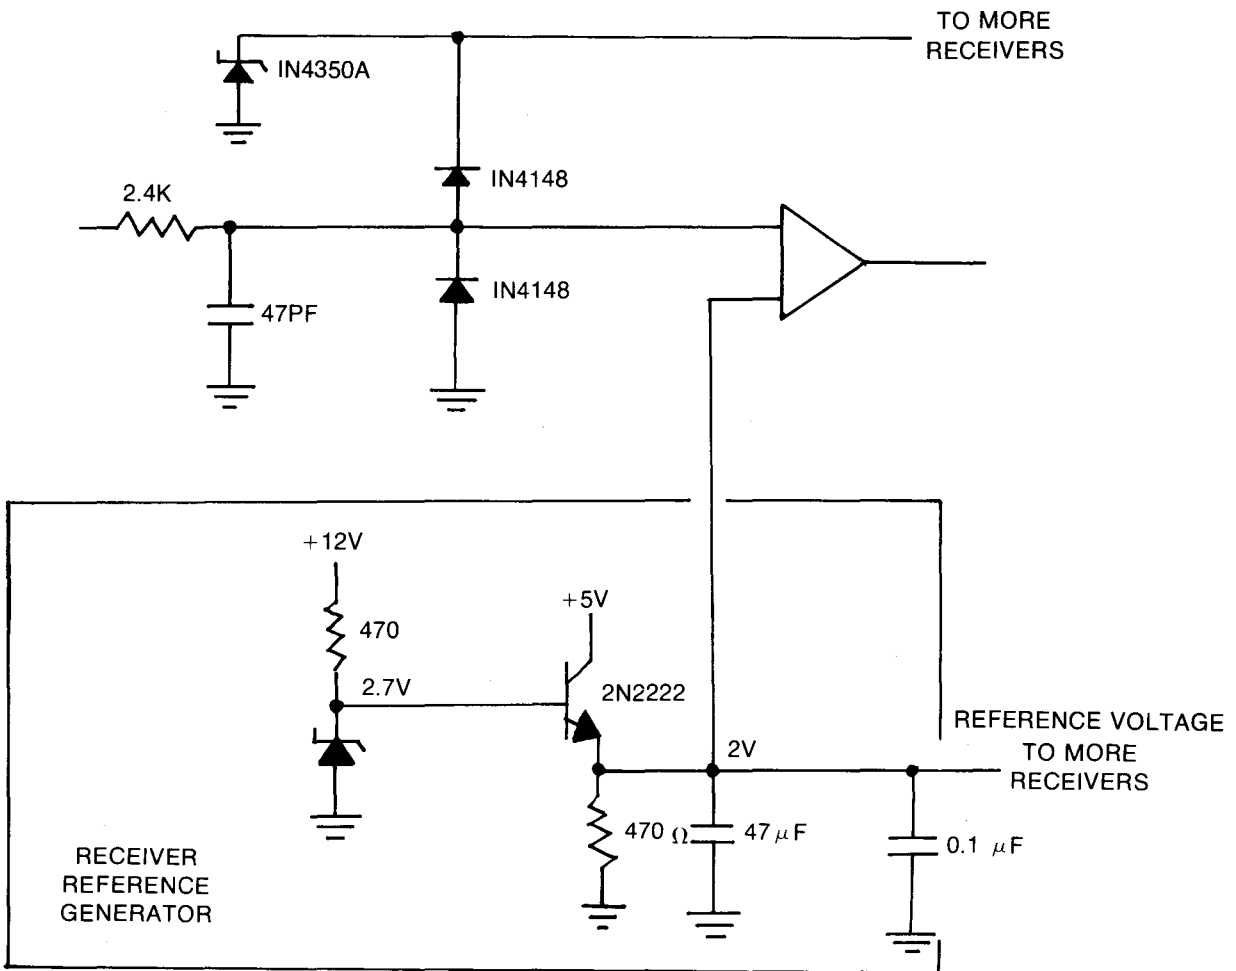 TO MORE
RECEIVERS
IN4350A
IN4148
2.4K
IN4148
47PF
+12V
+5V
470
2.7V
2N2222
REFERENCE VOLTAGE
2V
TO MORE
RECEIVERS
470 Ω
47 μF
0.1 μF
RECEIVER
REFERENCE
GENERATOR